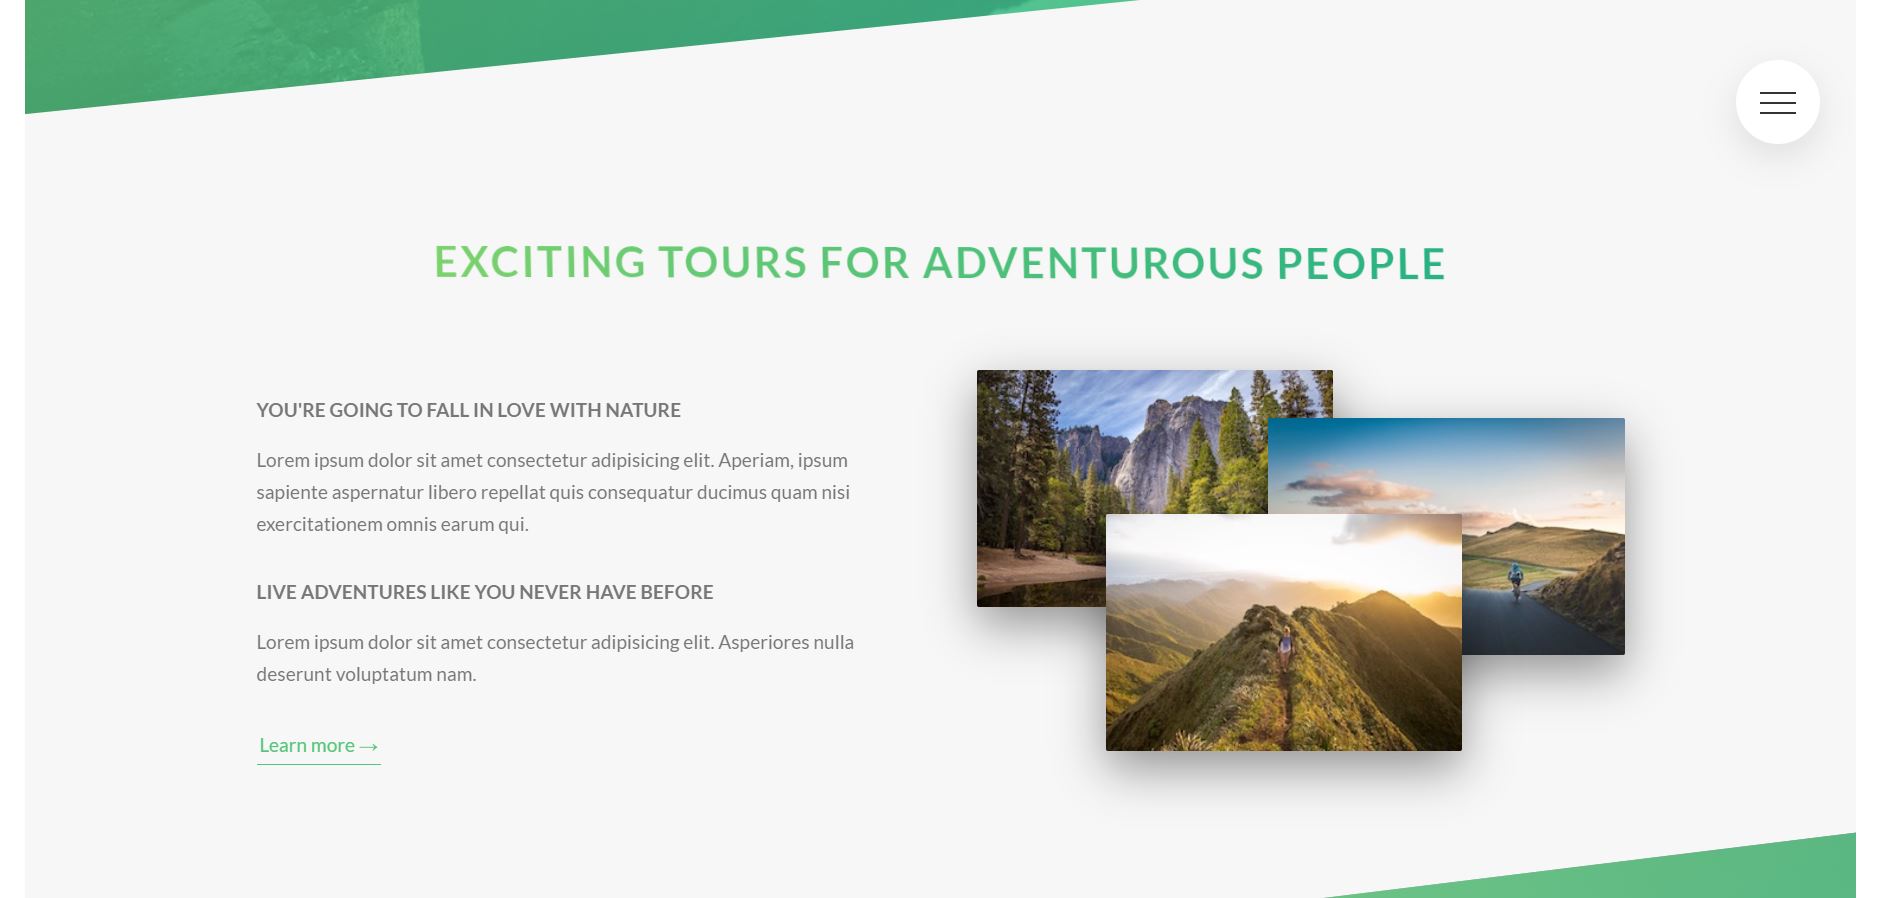 EXCITING TOURS FOR ADVENTUROUS PEOPLE
YOU'RE GOING TO FALL IN LOVE WITH NATURE
Lorem ipsum dolor sit amet consectetur adipisicing elit. Aperiam, ipsum
sapiente aspernatur libero repellat quis consequatur ducimus quam nisi
exercitationem omnis earum qui.
LIVE ADVENTURES LIKE YOU NEVER HAVE BEFORE
Lorem ipsum dolor sit amet consectetur adipisicing elit. Asperiores nulla
deserunt voluptatum nam.
Learn more →